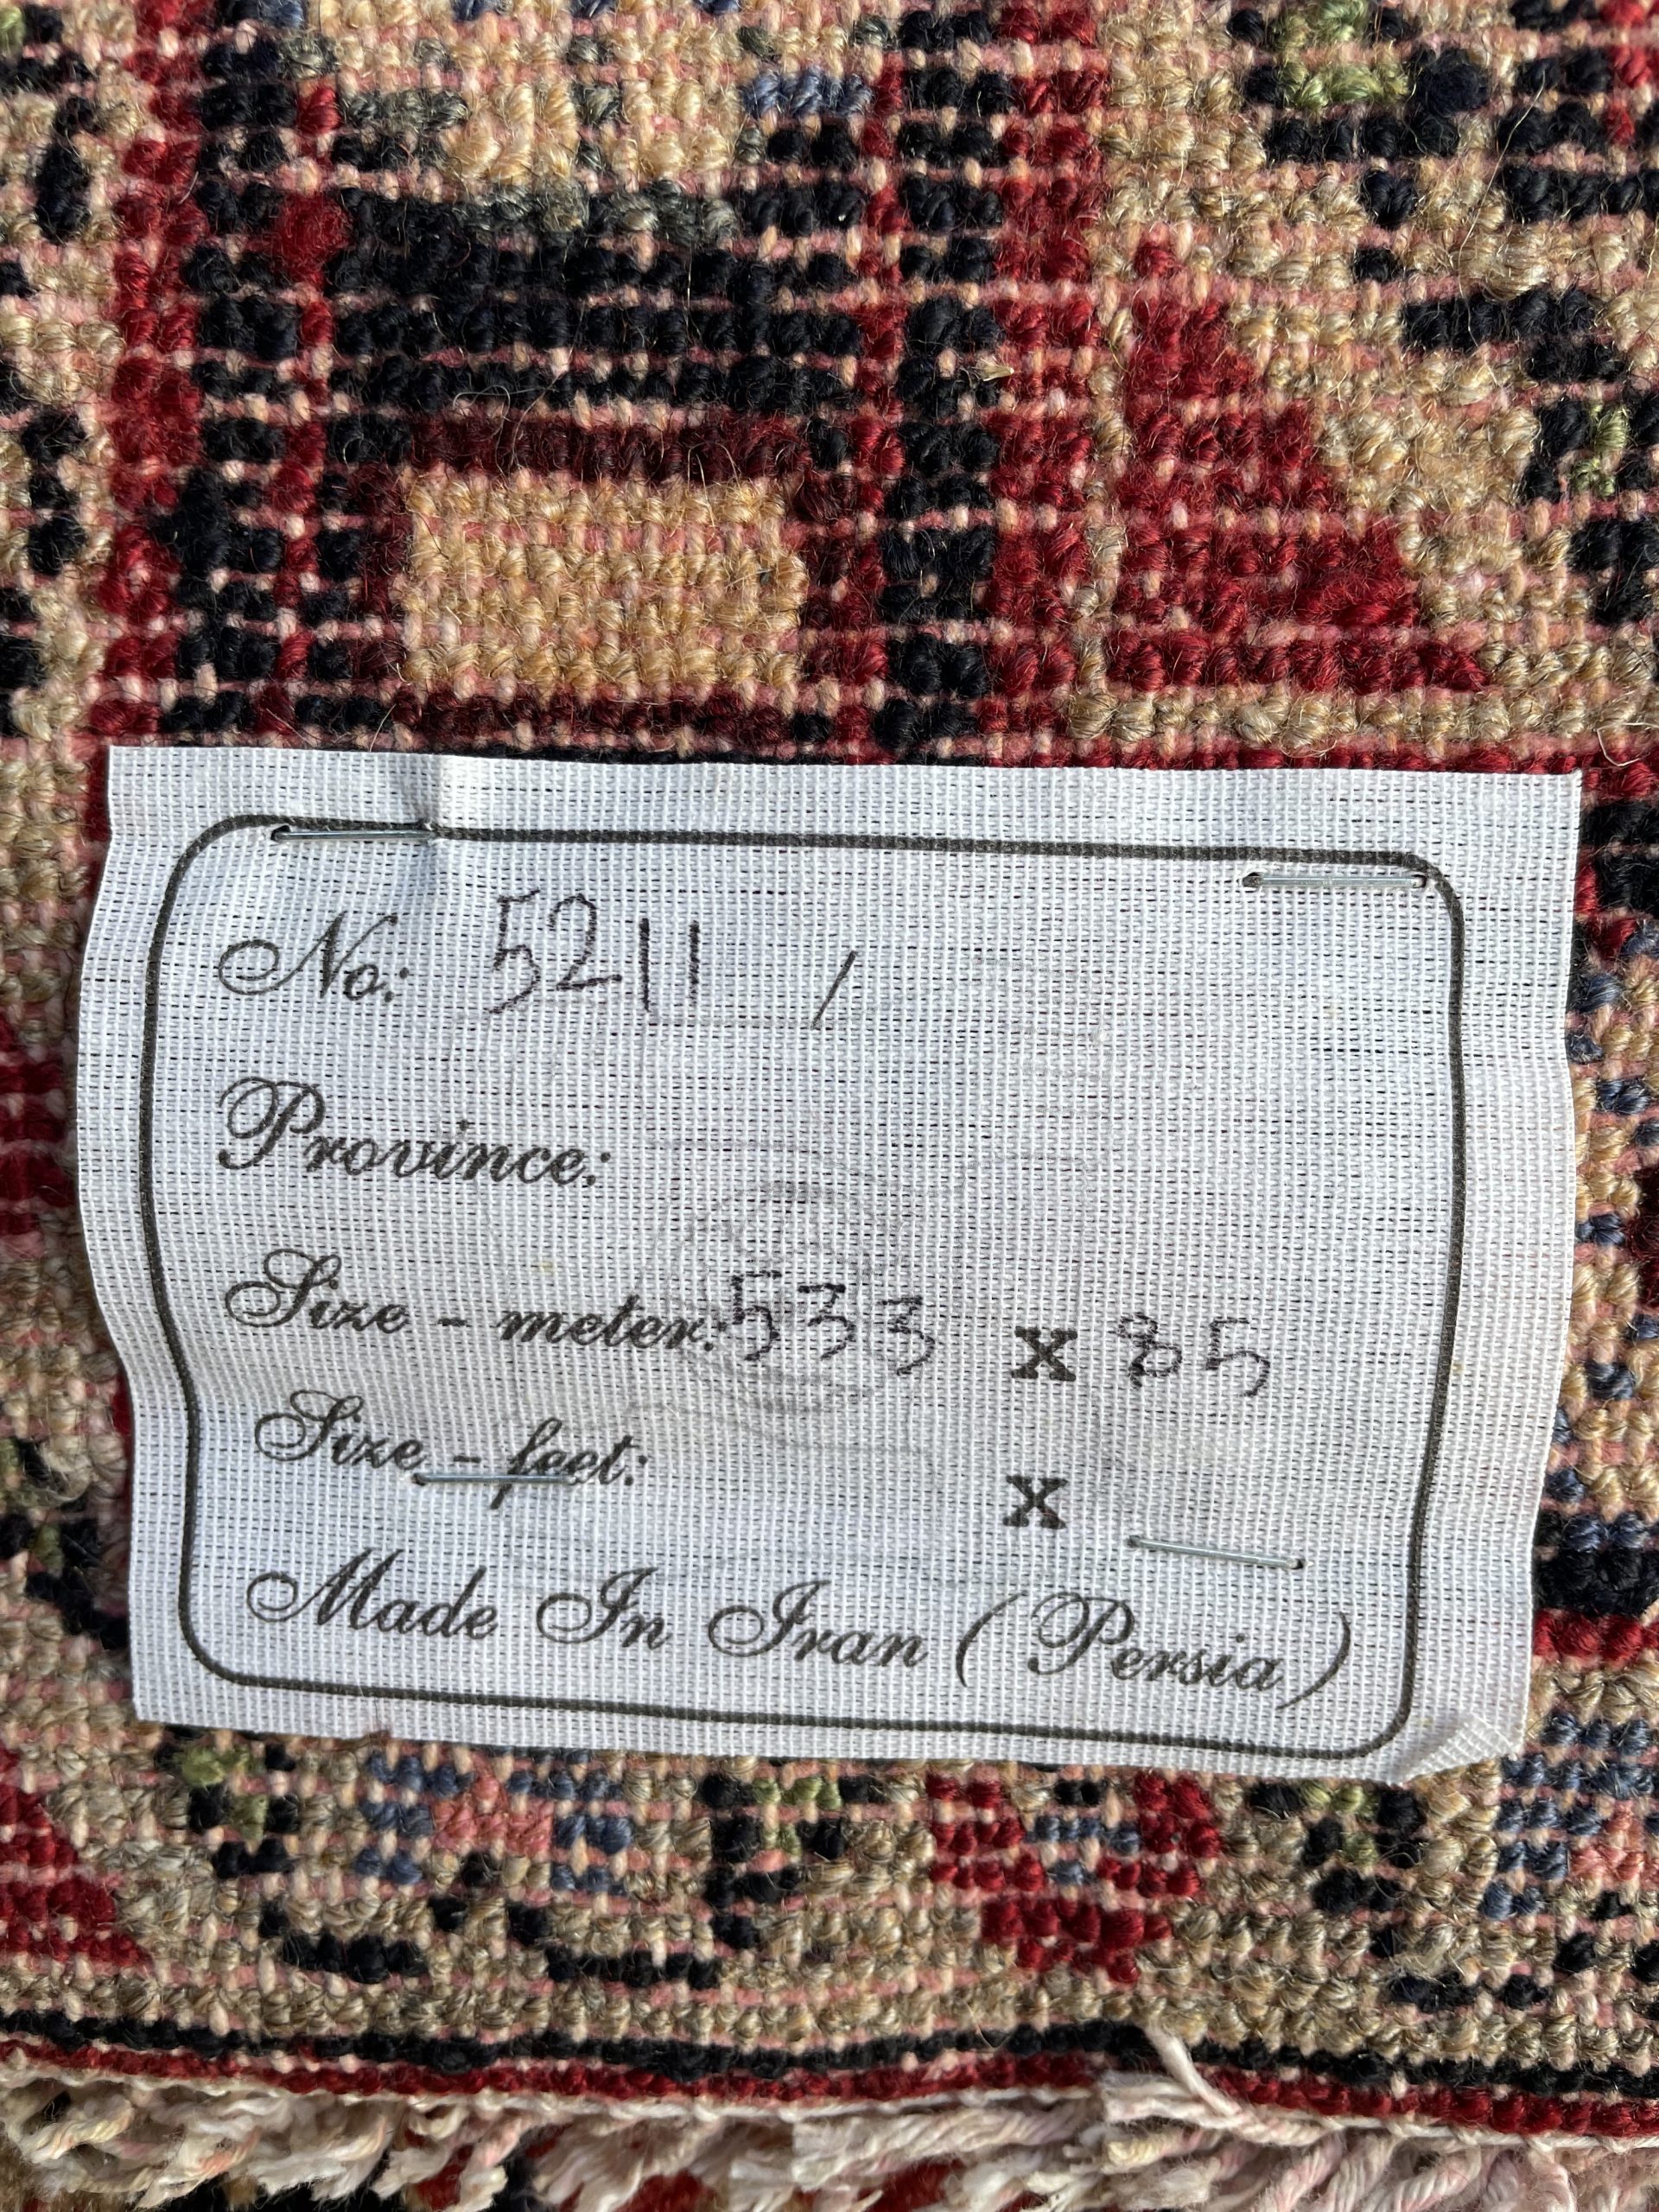 No: 5211 /
Province:
Size - meter: 533 x 85
Size - feet: x
Made In Iran (Persia)